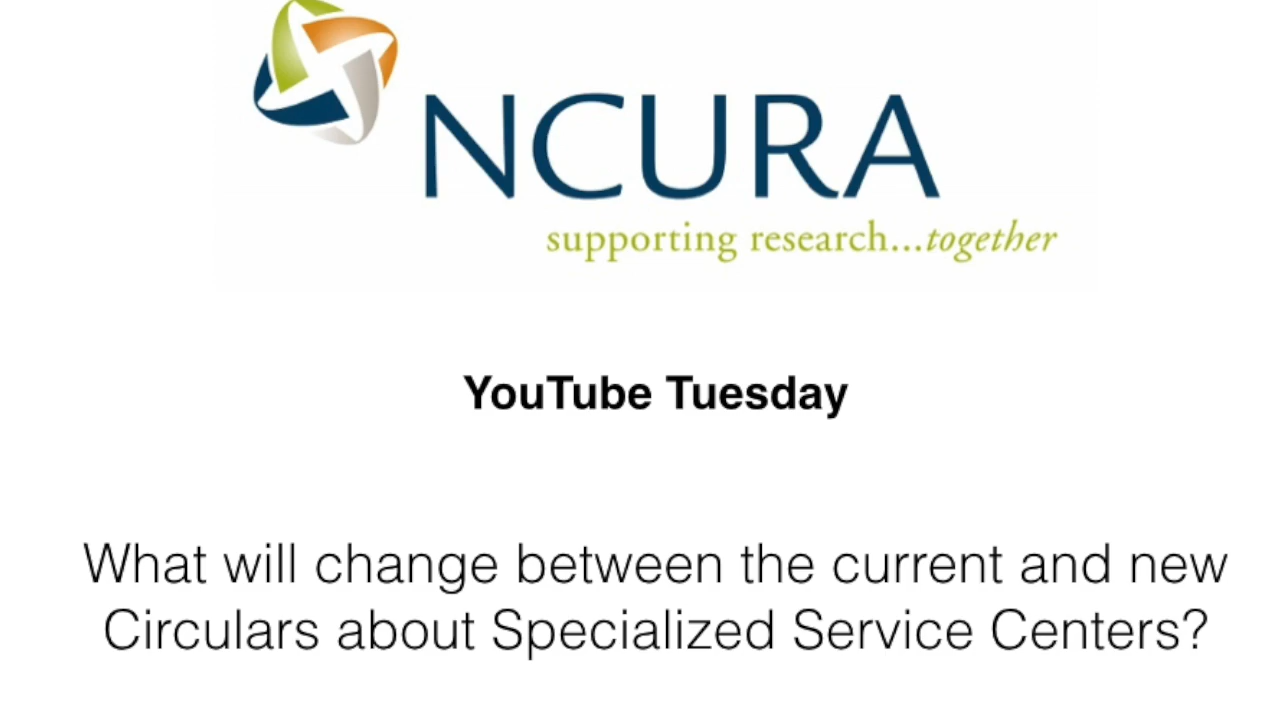 NCURA
supporting research...together
YouTube Tuesday
What will change between the current and new
Circulars about Specialized Service Centers?